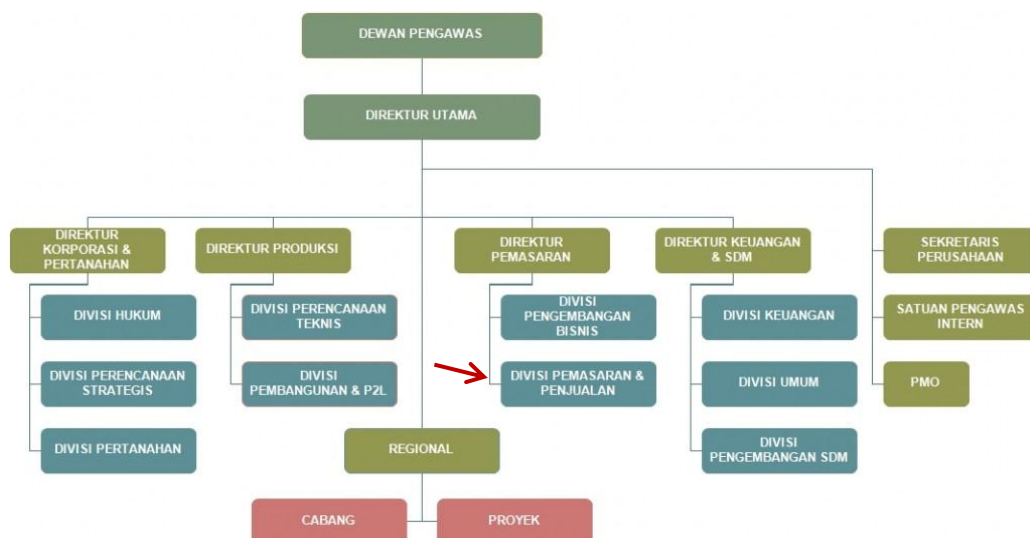 DEWAN PENGAWAS
DIREKTUR UTAMA
DIREKTUR
KORPORASI &
PERTANAHAN
DIREKTUR PRODUKSI
DIREKTUR
PEMASARAN
DIREKTUR KEUANGAN
& SDM
SEKRETARIS
PERUSAHAAN
DIVISI HUKUM
DIVISI PERENCANAAN
TEKNIS
DIVISI
PENGEMBANGAN
BISNIS
DIVISI KEUANGAN
SATUAN PENGAWAS
INTERN
DIVISI PERENCANAAN
STRATEGIS
DIVISI
PEMBANGUNAN & P2L
DIVISI PEMASARAN &
PENJUALAN
DIVISI UMUM
PMO
DIVISI PERTANAHAN
REGIONAL
DIVISI
PENGEMBANGAN SDM
CABANG
PROYEK